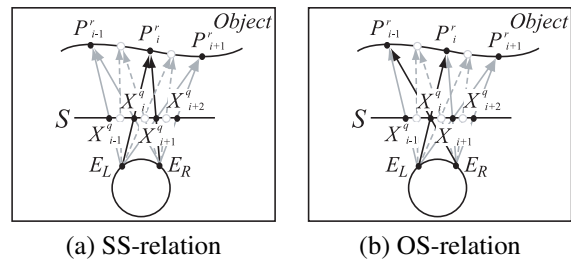 Object
P^r_{i-1} P^r_i P^r_{i+1}
X^q_i X^q_{i+2}
S
X^q_{i-1} X^q_{i+1}
E_L E_R
(a) SS-relation
Object
P^r_{i-1} P^r_i P^r_{i+1}
X^q_i X^q_{i+2}
S
X^q_{i-1} X_{i+1}
E_L E_R
(b) OS-relation